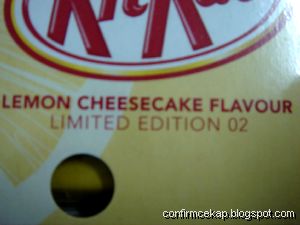 KitKat
LEMON CHEESECAKE FLAVOUR
LIMITED EDITION 02
confirmcekap.blogspot.com